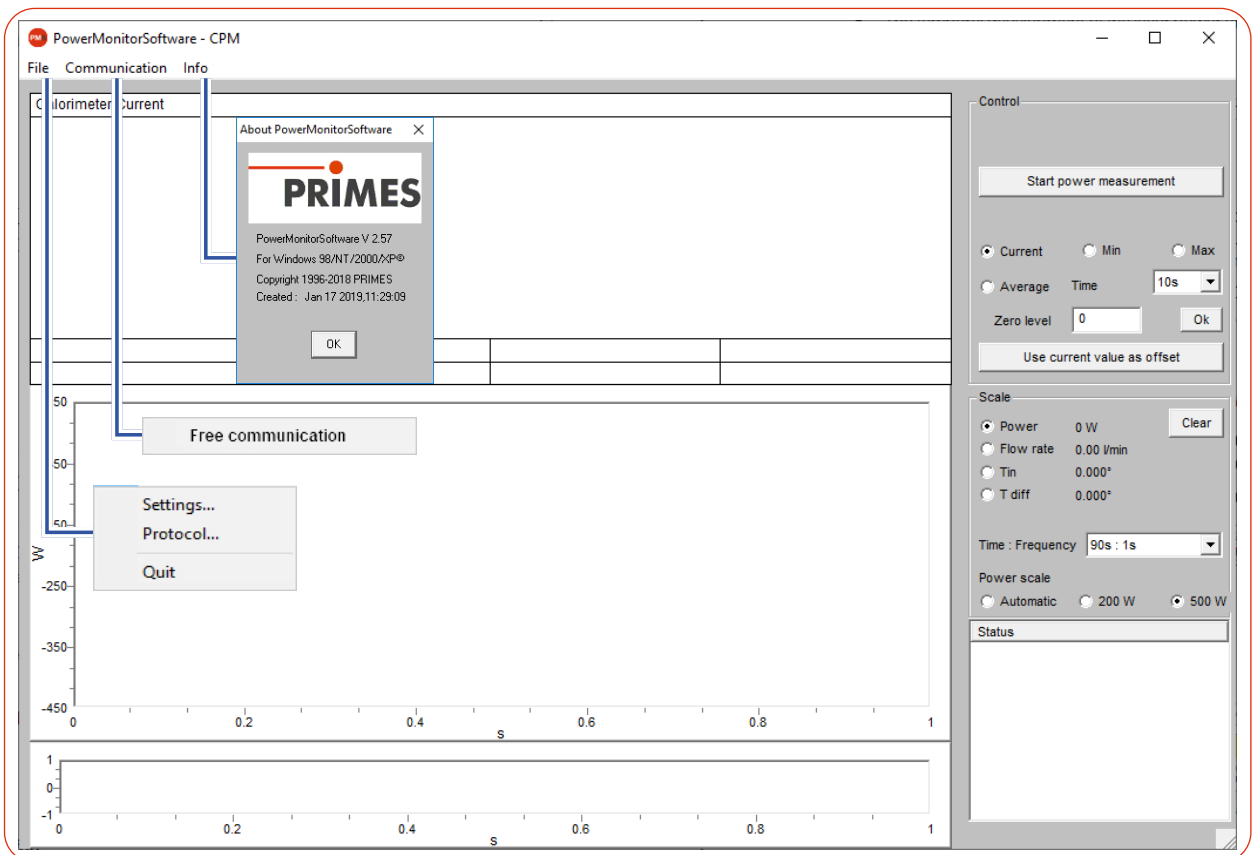 PM
PowerMonitorSoftware - CPM
File Communication Info
Calorimeter Current
About PowerMonitorSoftware
PRIMES
PowerMonitorSoftware V 2.57
For Windows 98/NT/2000/XP®
Copyright 1996-2018 PRIMES
Created : Jan 17 2019,11:29:09
OK
Control
Start power measurement
Current Min Max
Average Time 10s
Zero level 0 Ok
Use current value as offset
Scale
Power 0 W Clear
Flow rate 0.00 l/min
Tin 0.000°
T diff 0.000°
Time : Frequency 90s : 1s
Power scale
Automatic 200 W 500 W
Status
Free communication
Settings...
Protocol...
Quit
50
-50
W
-250
-350
-450
0 0.2 0.4 0.6 0.8 1
s
1
0
-1
0 0.2 0.4 0.6 0.8 1
s